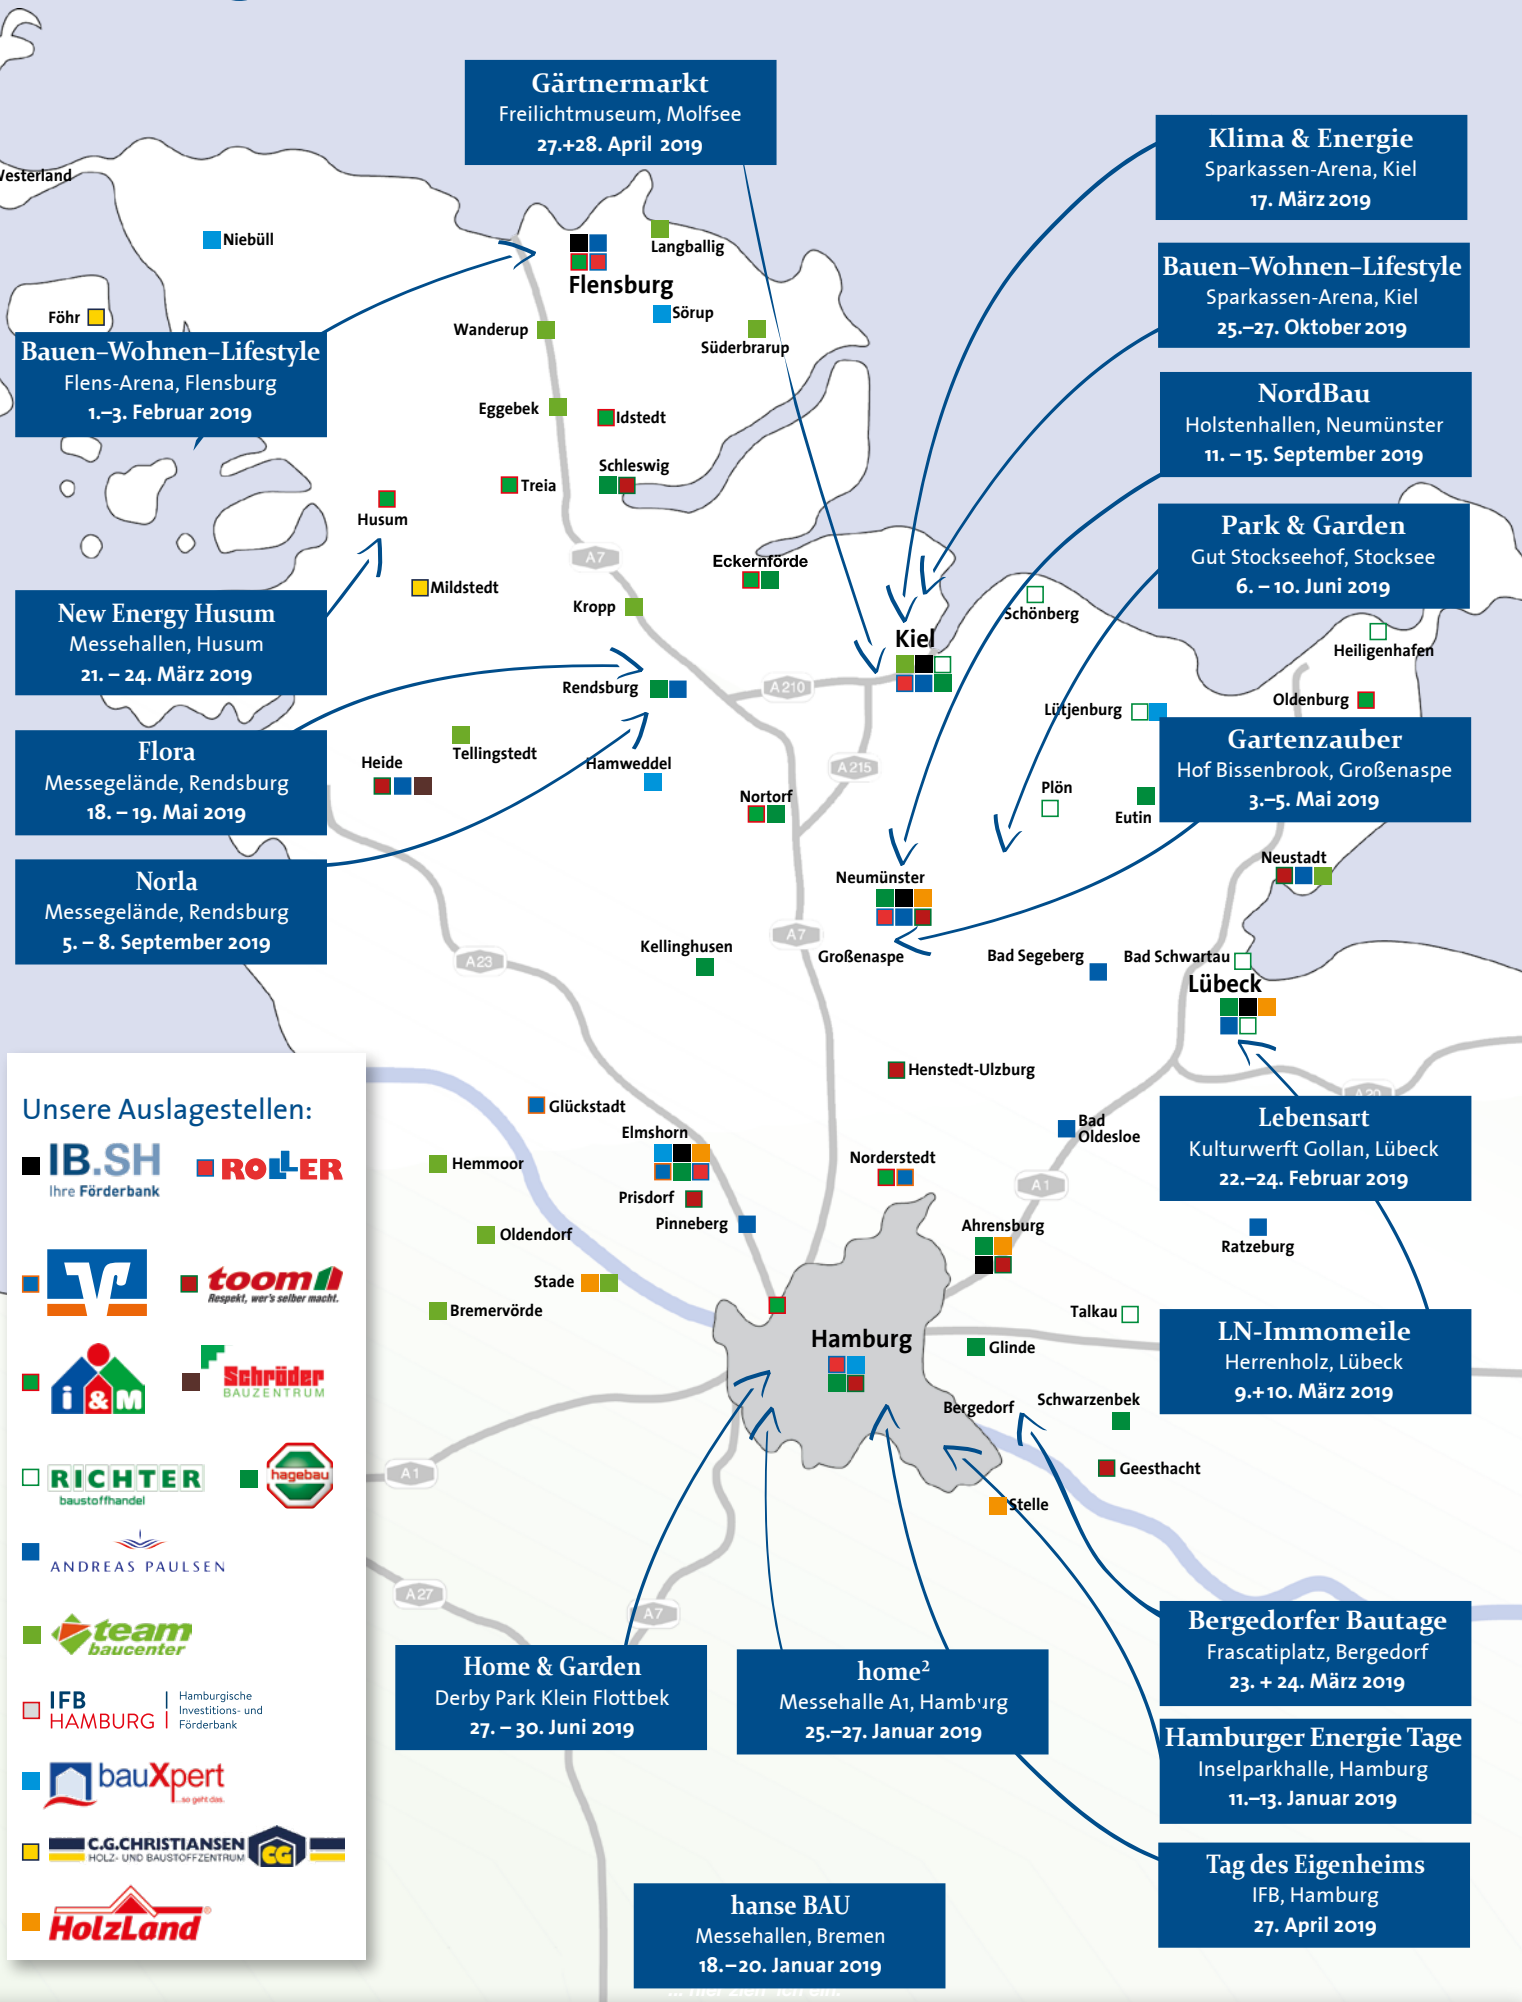 Gärtnermarkt
Freilichtmuseum, Molfsee
27.+28. April 2019
Klima & Energie
Sparkassen-Arena, Kiel
17. März 2019
Bauen–Wohnen–Lifestyle
Sparkassen-Arena, Kiel
25.–27. Oktober 2019
NordBau
Holstenhallen, Neumünster
11. – 15. September 2019
Park & Garden
Gut Stockseehof, Stocksee
6. – 10. Juni 2019
Gartenzauber
Hof Bissenbrook, Großenaspe
3.–5. Mai 2019
Bauen–Wohnen–Lifestyle
Flens-Arena, Flensburg
1.–3. Februar 2019
New Energy Husum
Messehallen, Husum
21. – 24. März 2019
Flora
Messegelände, Rendsburg
18. – 19. Mai 2019
Norla
Messegelände, Rendsburg
5. – 8. September 2019
Westerland
Niebüll
Föhr
Langballig
Flensburg
Sörup
Wanderup
Süderbrarup
Eggebek
Idstedt
Schleswig
Treia
Husum
A7
Eckernförde
Mildstedt
Kropp
Schönberg
Kiel
Heiligenhafen
Rendsburg
A210
Oldenburg
Lütjenburg
Tellingstedt
Heide
Hamweddel
A215
Plön
Nortorf
Eutin
Neustadt
Neumünster
A7
Kellinghusen
Großenaspe
Bad Segeberg
Bad Schwartau
A23
Lübeck
Henstedt-Ulzburg
A20
Glückstadt
Elmshorn
Bad
Oldesloe
Hemmoor
Norderstedt
A1
Prisdorf
Pinneberg
Ahrensburg
Oldendorf
Ratzeburg
Stade
Bremervörde
Talkau
Hamburg
Glinde
Bergedorf
Schwarzenbek
A1
Geesthacht
Stelle
A27
A7
Lebensart
Kulturwerft Gollan, Lübeck
22.–24. Februar 2019
LN-Immomeile
Herrenholz, Lübeck
9.+10. März 2019
Bergedorfer Bautage
Frascatiplatz, Bergedorf
23. + 24. März 2019
Hamburger Energie Tage
Inselparkhalle, Hamburg
11.–13. Januar 2019
Tag des Eigenheims
IFB, Hamburg
27. April 2019
Home & Garden
Derby Park Klein Flottbek
27. – 30. Juni 2019
home²
Messehalle A1, Hamburg
25.–27. Januar 2019
hanse BAU
Messehallen, Bremen
18.–20. Januar 2019
... hier zieh' ich ein.
Unsere Auslagestellen:
IB.SH
Ihre Förderbank
ROLLER
toom
Respekt, wer's selber macht.
i & M
Schröder
BAUZENTRUM
RICHTER
baustoffhandel
hagebau
ANDREAS PAULSEN
team
baucenter
IFB
HAMBURG
Hamburgische
Investitions- und
Förderbank
bauXpert
...so geht das.
C.G.CHRISTIANSEN
HOLZ- UND BAUSTOFFZENTRUM
CG
HolzLand